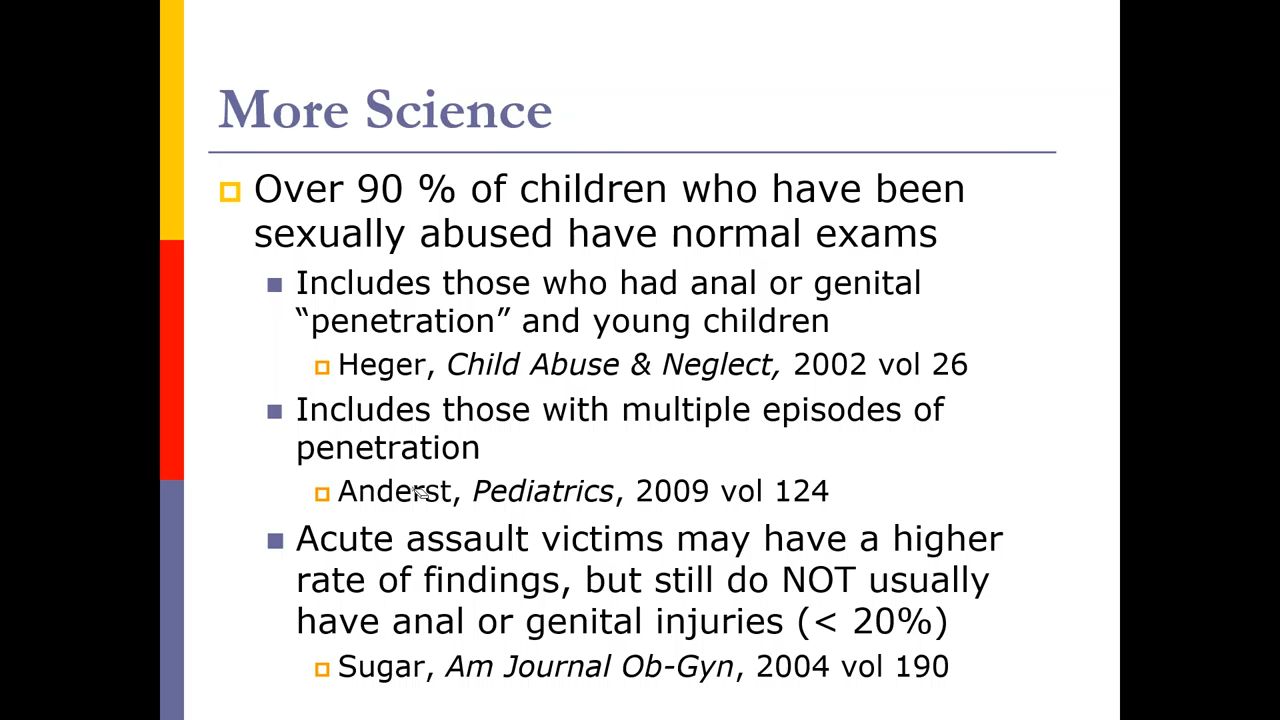 More Science
Over 90 % of children who have been
sexually abused have normal exams
Includes those who had anal or genital
“penetration” and young children
Heger, Child Abuse & Neglect, 2002 vol 26
Includes those with multiple episodes of
penetration
Anderst, Pediatrics, 2009 vol 124
Acute assault victims may have a higher
rate of findings, but still do NOT usually
have anal or genital injuries (< 20%)
Sugar, Am Journal Ob-Gyn, 2004 vol 190